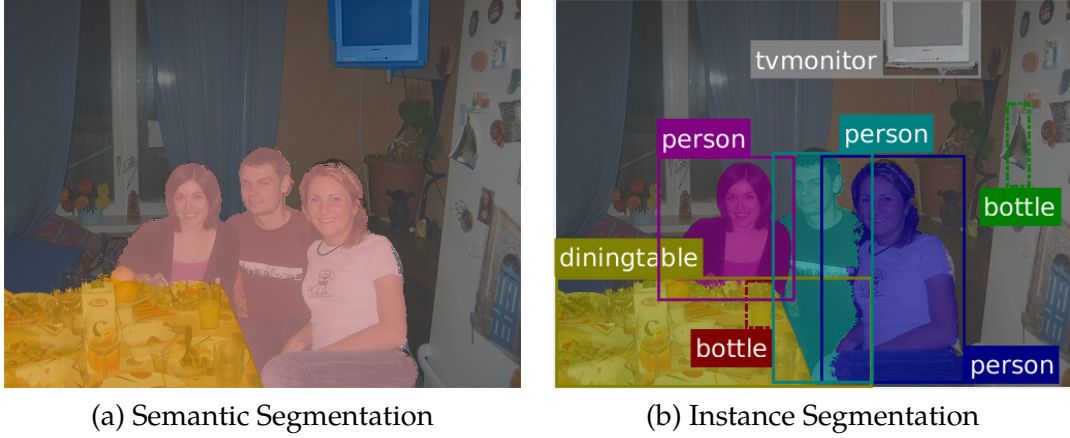 tvmonitor
person
person
bottle
diningtable
bottle
person
(a) Semantic Segmentation
(b) Instance Segmentation